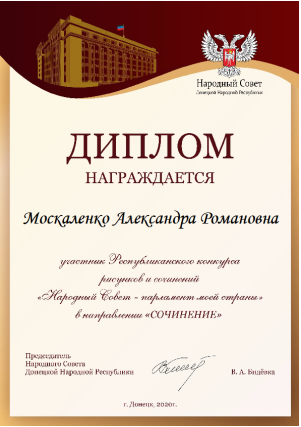 Народный Совет
Донецкой Народной Республики
ДИПЛОМ
НАГРАЖДАЕТСЯ
Москаленко Александра Романовна
участник Республиканского конкурса
рисунков и сочинений
«Народный Совет - парламент моей страны»
в направлении «СОЧИНЕНИЕ»
Председатель
Народного Совета
Донецкой Народной Республики
В. А. Бидёвка
г. Донецк, 2020г.